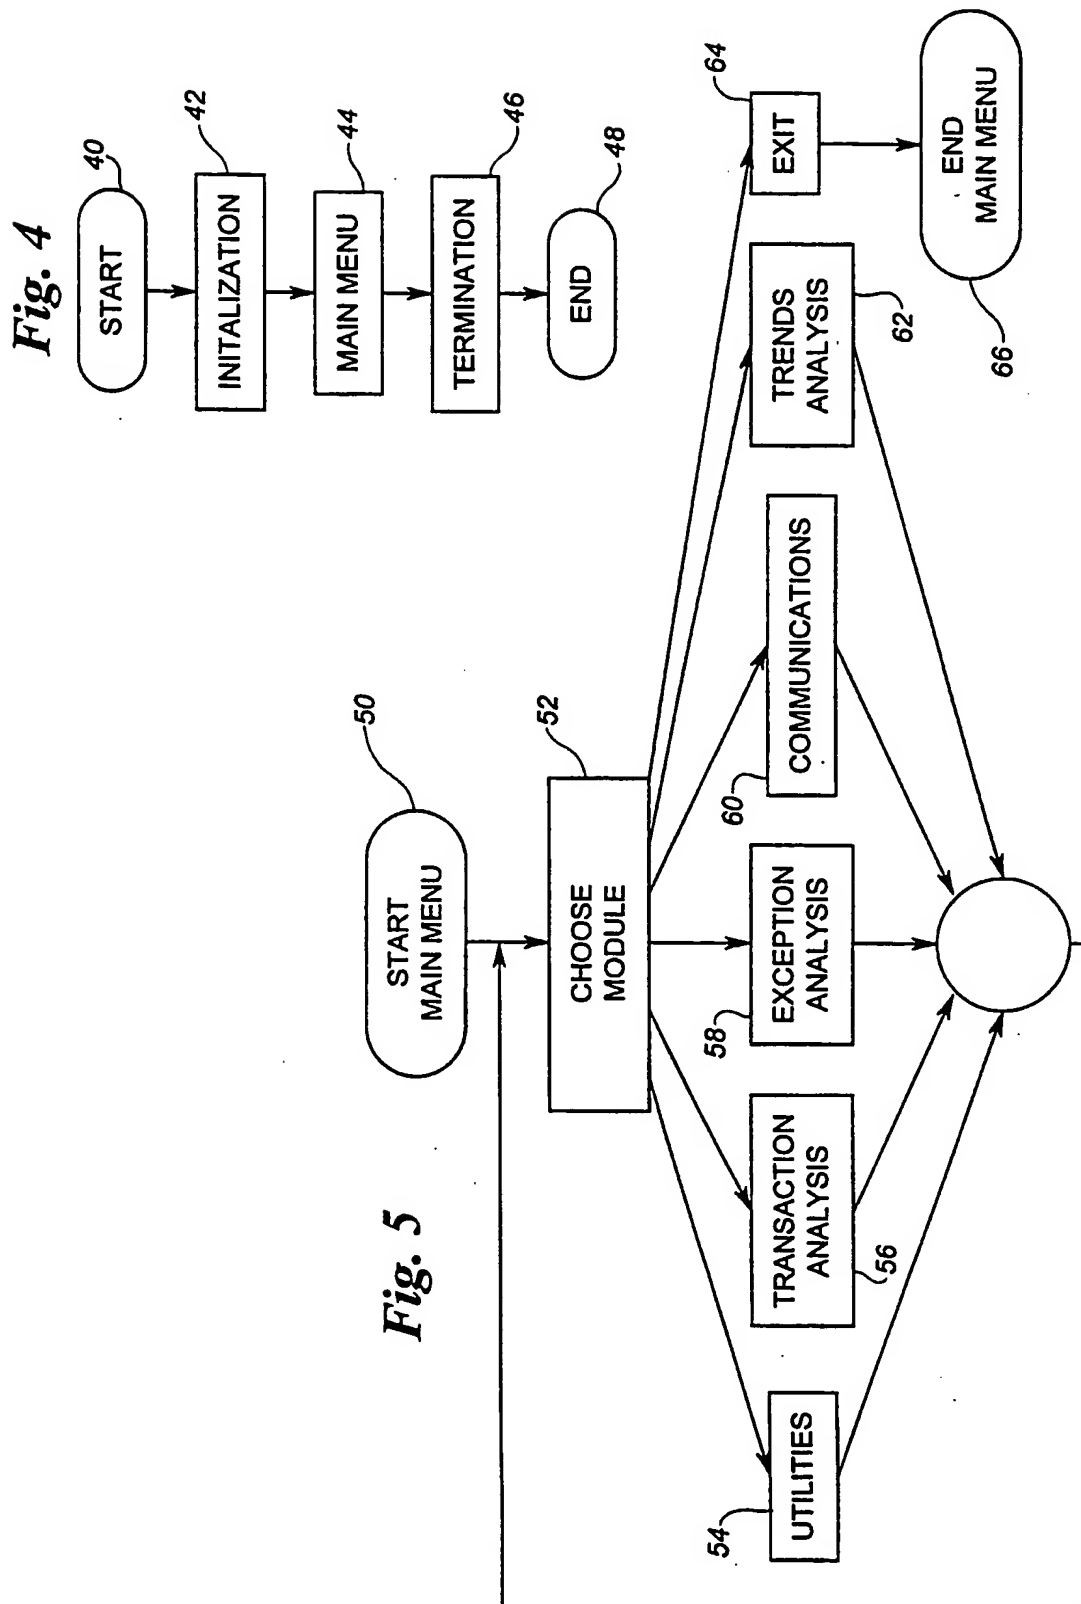 Fig. 4
START
40
INITALIZATION
42
MAIN MENU
44
TERMINATION
46
END
48
Fig. 5
START
MAIN MENU
50
CHOOSE
MODULE
52
UTILITIES
54
TRANSACTION
ANALYSIS
56
EXCEPTION
ANALYSIS
58
COMMUNICATIONS
60
TRENDS
ANALYSIS
62
EXIT
64
END
MAIN MENU
66